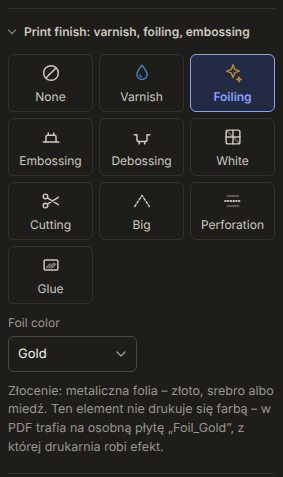 Print finish: varnish, foiling, embossing
None
Varnish
Foiling
Embossing
Debossing
White
Cutting
Big
Perforation
Glue
Foil color
Gold
Złocenie: metaliczna folia – złoto, srebro albo
miedź. Ten element nie drukuje się farbą – w
PDF trafia na osobną płytę „Foil_Gold”, z
której drukarnia robi efekt.